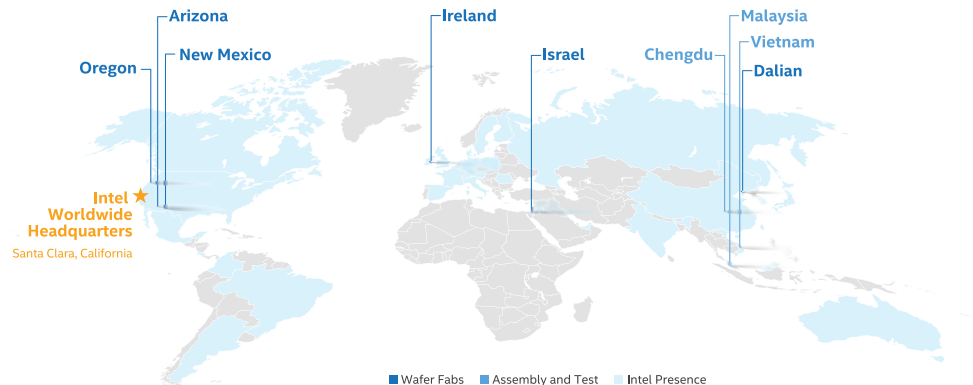 Arizona
New Mexico
Oregon
Ireland
Israel
Malaysia
Vietnam
Chengdu
Dalian
Intel
Worldwide
Headquarters
Santa Clara, California
Wafer Fabs
Assembly and Test
Intel Presence